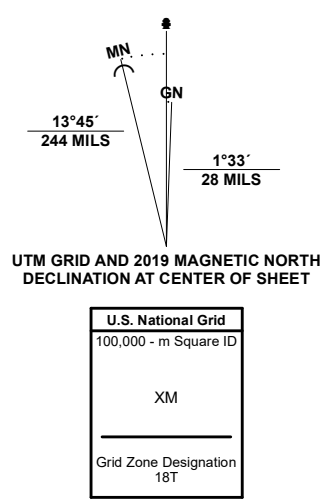 MN
GN
13°45´
244 MILS
1°33´
28 MILS
UTM GRID AND 2019 MAGNETIC NORTH
DECLINATION AT CENTER OF SHEET
U.S. National Grid
100,000 - m Square ID
XM
Grid Zone Designation
18T